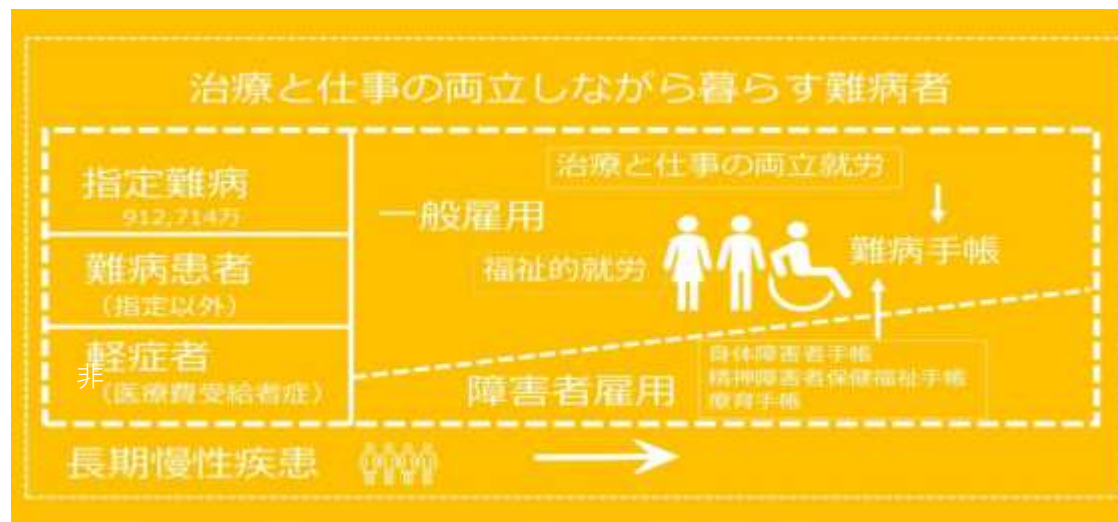 治療と仕事の両立しながら暮らす難病者
指定難病
912,714万
難病患者
（指定以外）
軽症者
非
（医療費受給者症）
治療と仕事の両立就労
一般雇用
福祉的就労
難病手帳
障害者雇用
身体障害者手帳
精神障害者保健福祉手帳
療育手帳
長期慢性疾患